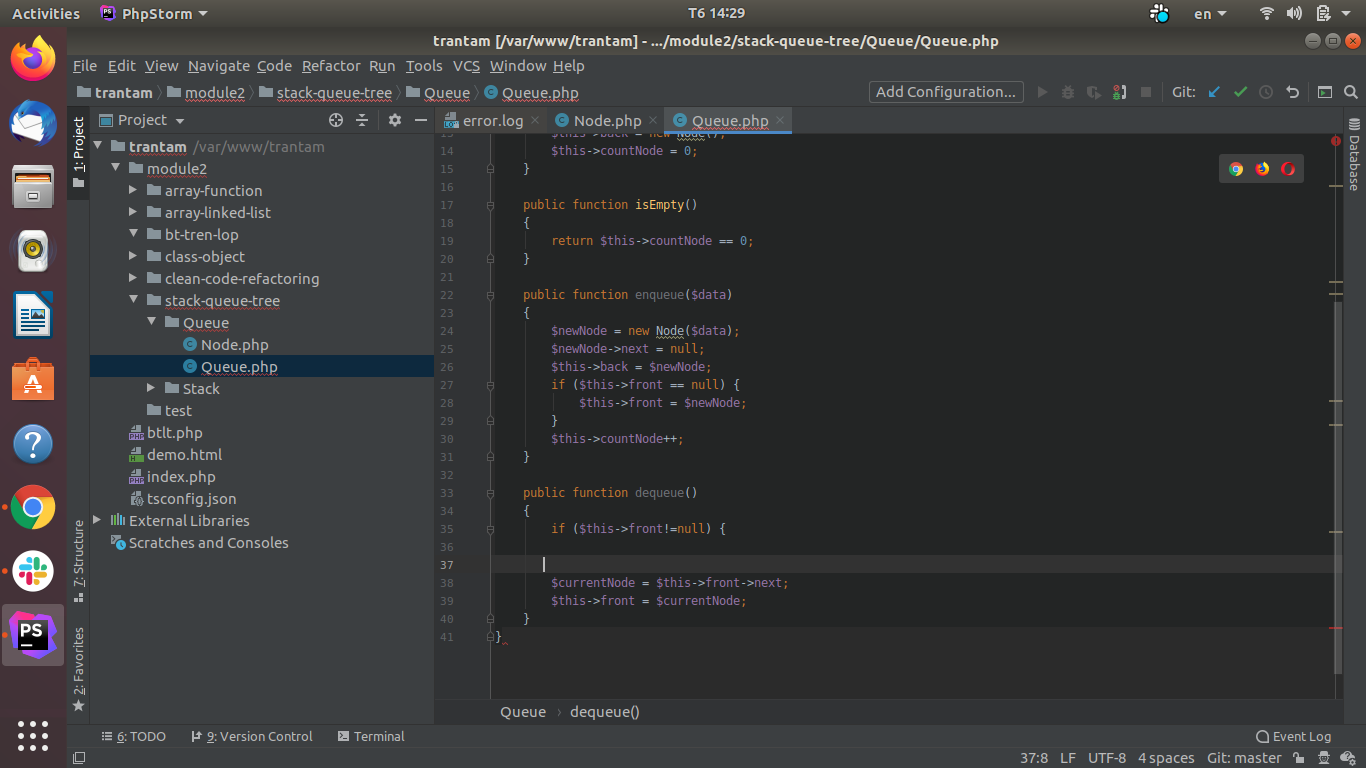 Activities
PhpStorm
T6 14:29
en
trantam [/var/www/trantam] - .../module2/stack-queue-tree/Queue/Queue.php
File Edit View Navigate Code Refactor Run Tools VCS Window Help
trantam module2 stack-queue-tree Queue Queue.php
Add Configuration...
Git:
1: Project
Project
error.log
Node.php
Queue.php
Database
trantam /var/www/trantam
module2
array-function
array-linked-list
bt-tren-lop
class-object
clean-code-refactoring
stack-queue-tree
Queue
Node.php
Queue.php
Stack
test
btlt.php
demo.html
index.php
tsconfig.json
External Libraries
Scratches and Consoles
7: Structure
2: Favorites
13 $this->back = new Node();
14 $this->countNode = 0;
15 }
16
17 public function isEmpty()
18 {
19 return $this->countNode == 0;
20 }
21
22 public function enqueue($data)
23 {
24 $newNode = new Node($data);
25 $newNode->next = null;
26 $this->back = $newNode;
27 if ($this->front == null) {
28 $this->front = $newNode;
29 }
30 $this->countNode++;
31 }
32
33 public function dequeue()
34 {
35 if ($this->front!=null) {
36
37
38 $currentNode = $this->front->next;
39 $this->front = $currentNode;
40 }
41 }
Queue › dequeue()
6: TODO
9: Version Control
Terminal
Event Log
37:8 LF UTF-8 4 spaces Git: master
PS